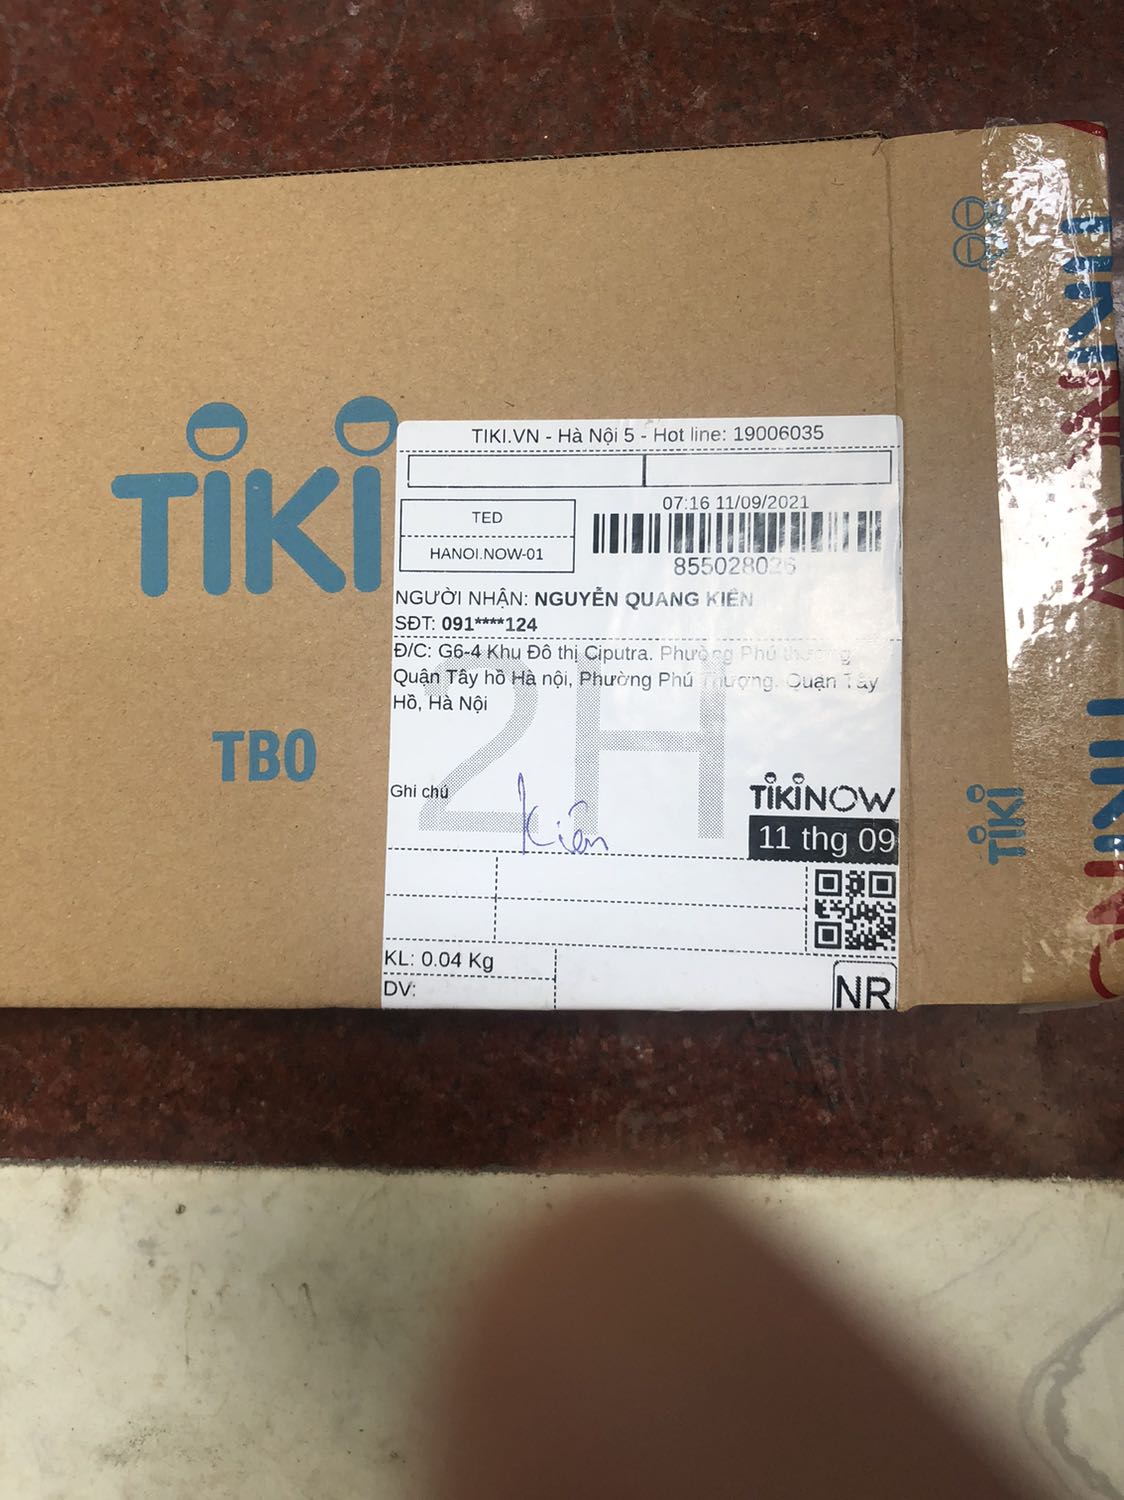 TIKI
TB0
TIKI.VN - Hà Nội 5 - Hot line: 19006035
07:16 11/09/2021
TED
HANOI.NOW-01
855028026
NGƯỜI NHẬN: NGUYỄN QUANG KIÊN
SĐT: 091****124
Đ/C: G6-4 Khu Đô thị Ciputra. Phường Phú thượng
Quận Tây hồ Hà nội, Phường Phú Thượng, Quận Tây
Hồ, Hà Nội
2H
Ghi chú
Kiên
TIKINOW
11 thg 09
KL: 0.04 Kg
DV:
NR
TIKI